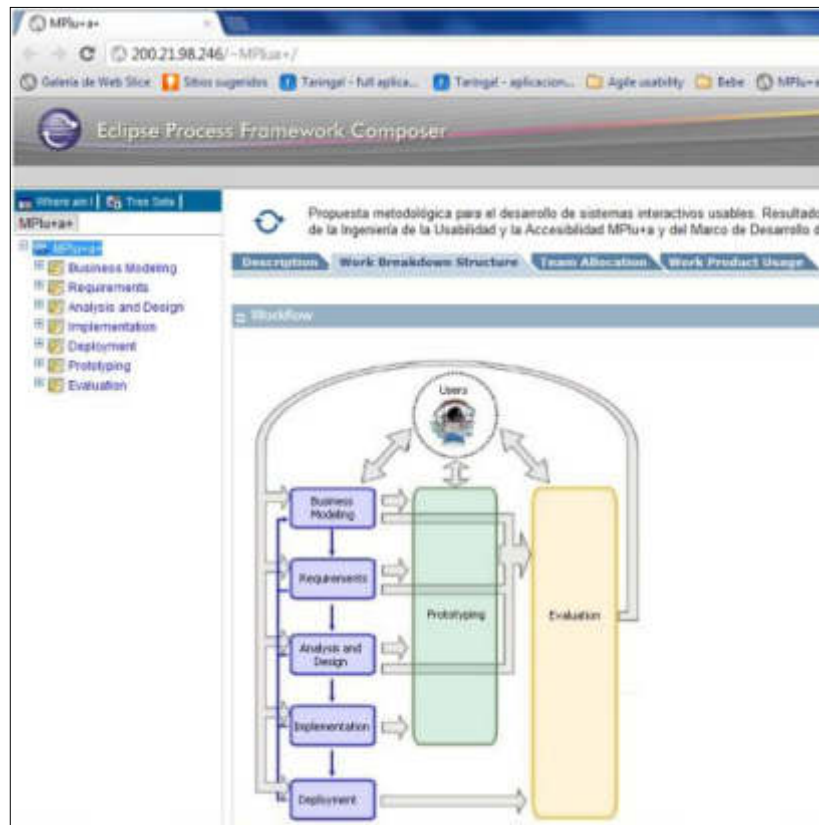 MPlu+a+
200.21.98.246/~MPlua+/
Galería de Web Slice Sitios sugeridos Taringa! - full aplica... Taringa! - aplicacion... Agile usability Bebe MPlu+a
Eclipse Process Framework Composer
Where am I Tree Sets
MPlu+a+
MPlu+a+
Business Modeling
Requirements
Analysis and Design
Implementation
Deployment
Prototyping
Evaluation
Propuesta metodológica para el desarrollo de sistemas interactivos usables. Resultado
de la Ingeniería de la Usabilidad y la Accesibilidad MPlu+a y del Marco de Desarrollo d
Description Work Breakdown Structure Team Allocation Work Product Usage
Workflow
Users
Business
Modeling
Requirements
Prototyping
Evaluation
Analysis and
Design
Implementation
Deployment